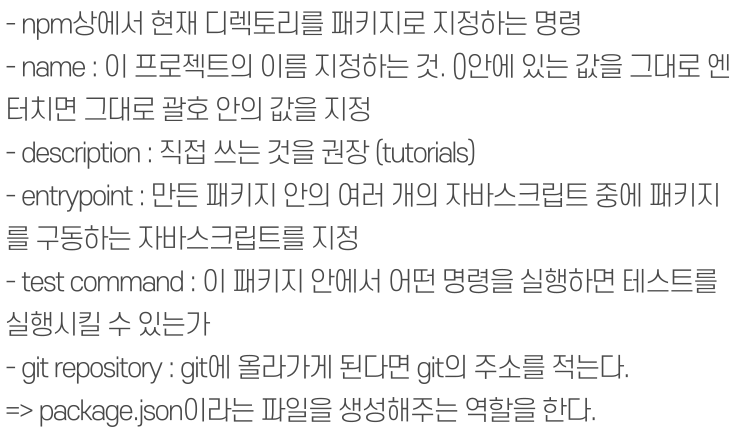 - npm상에서 현재 디렉토리를 패키지로 지정하는 명령
- name : 이 프로젝트의 이름 지정하는 것. ()안에 있는 값을 그대로 엔
터치면 그대로 괄호 안의 값을 지정
- description : 직접 쓰는 것을 권장 (tutorials)
- entrypoint : 만든 패키지 안의 여러 개의 자바스크립트 중에 패키지
를 구동하는 자바스크립트를 지정
- test command : 이 패키지 안에서 어떤 명령을 실행하면 테스트를
실행시킬 수 있는가
- git repository : git에 올라가게 된다면 git의 주소를 적는다.
=> package.json이라는 파일을 생성해주는 역할을 한다.